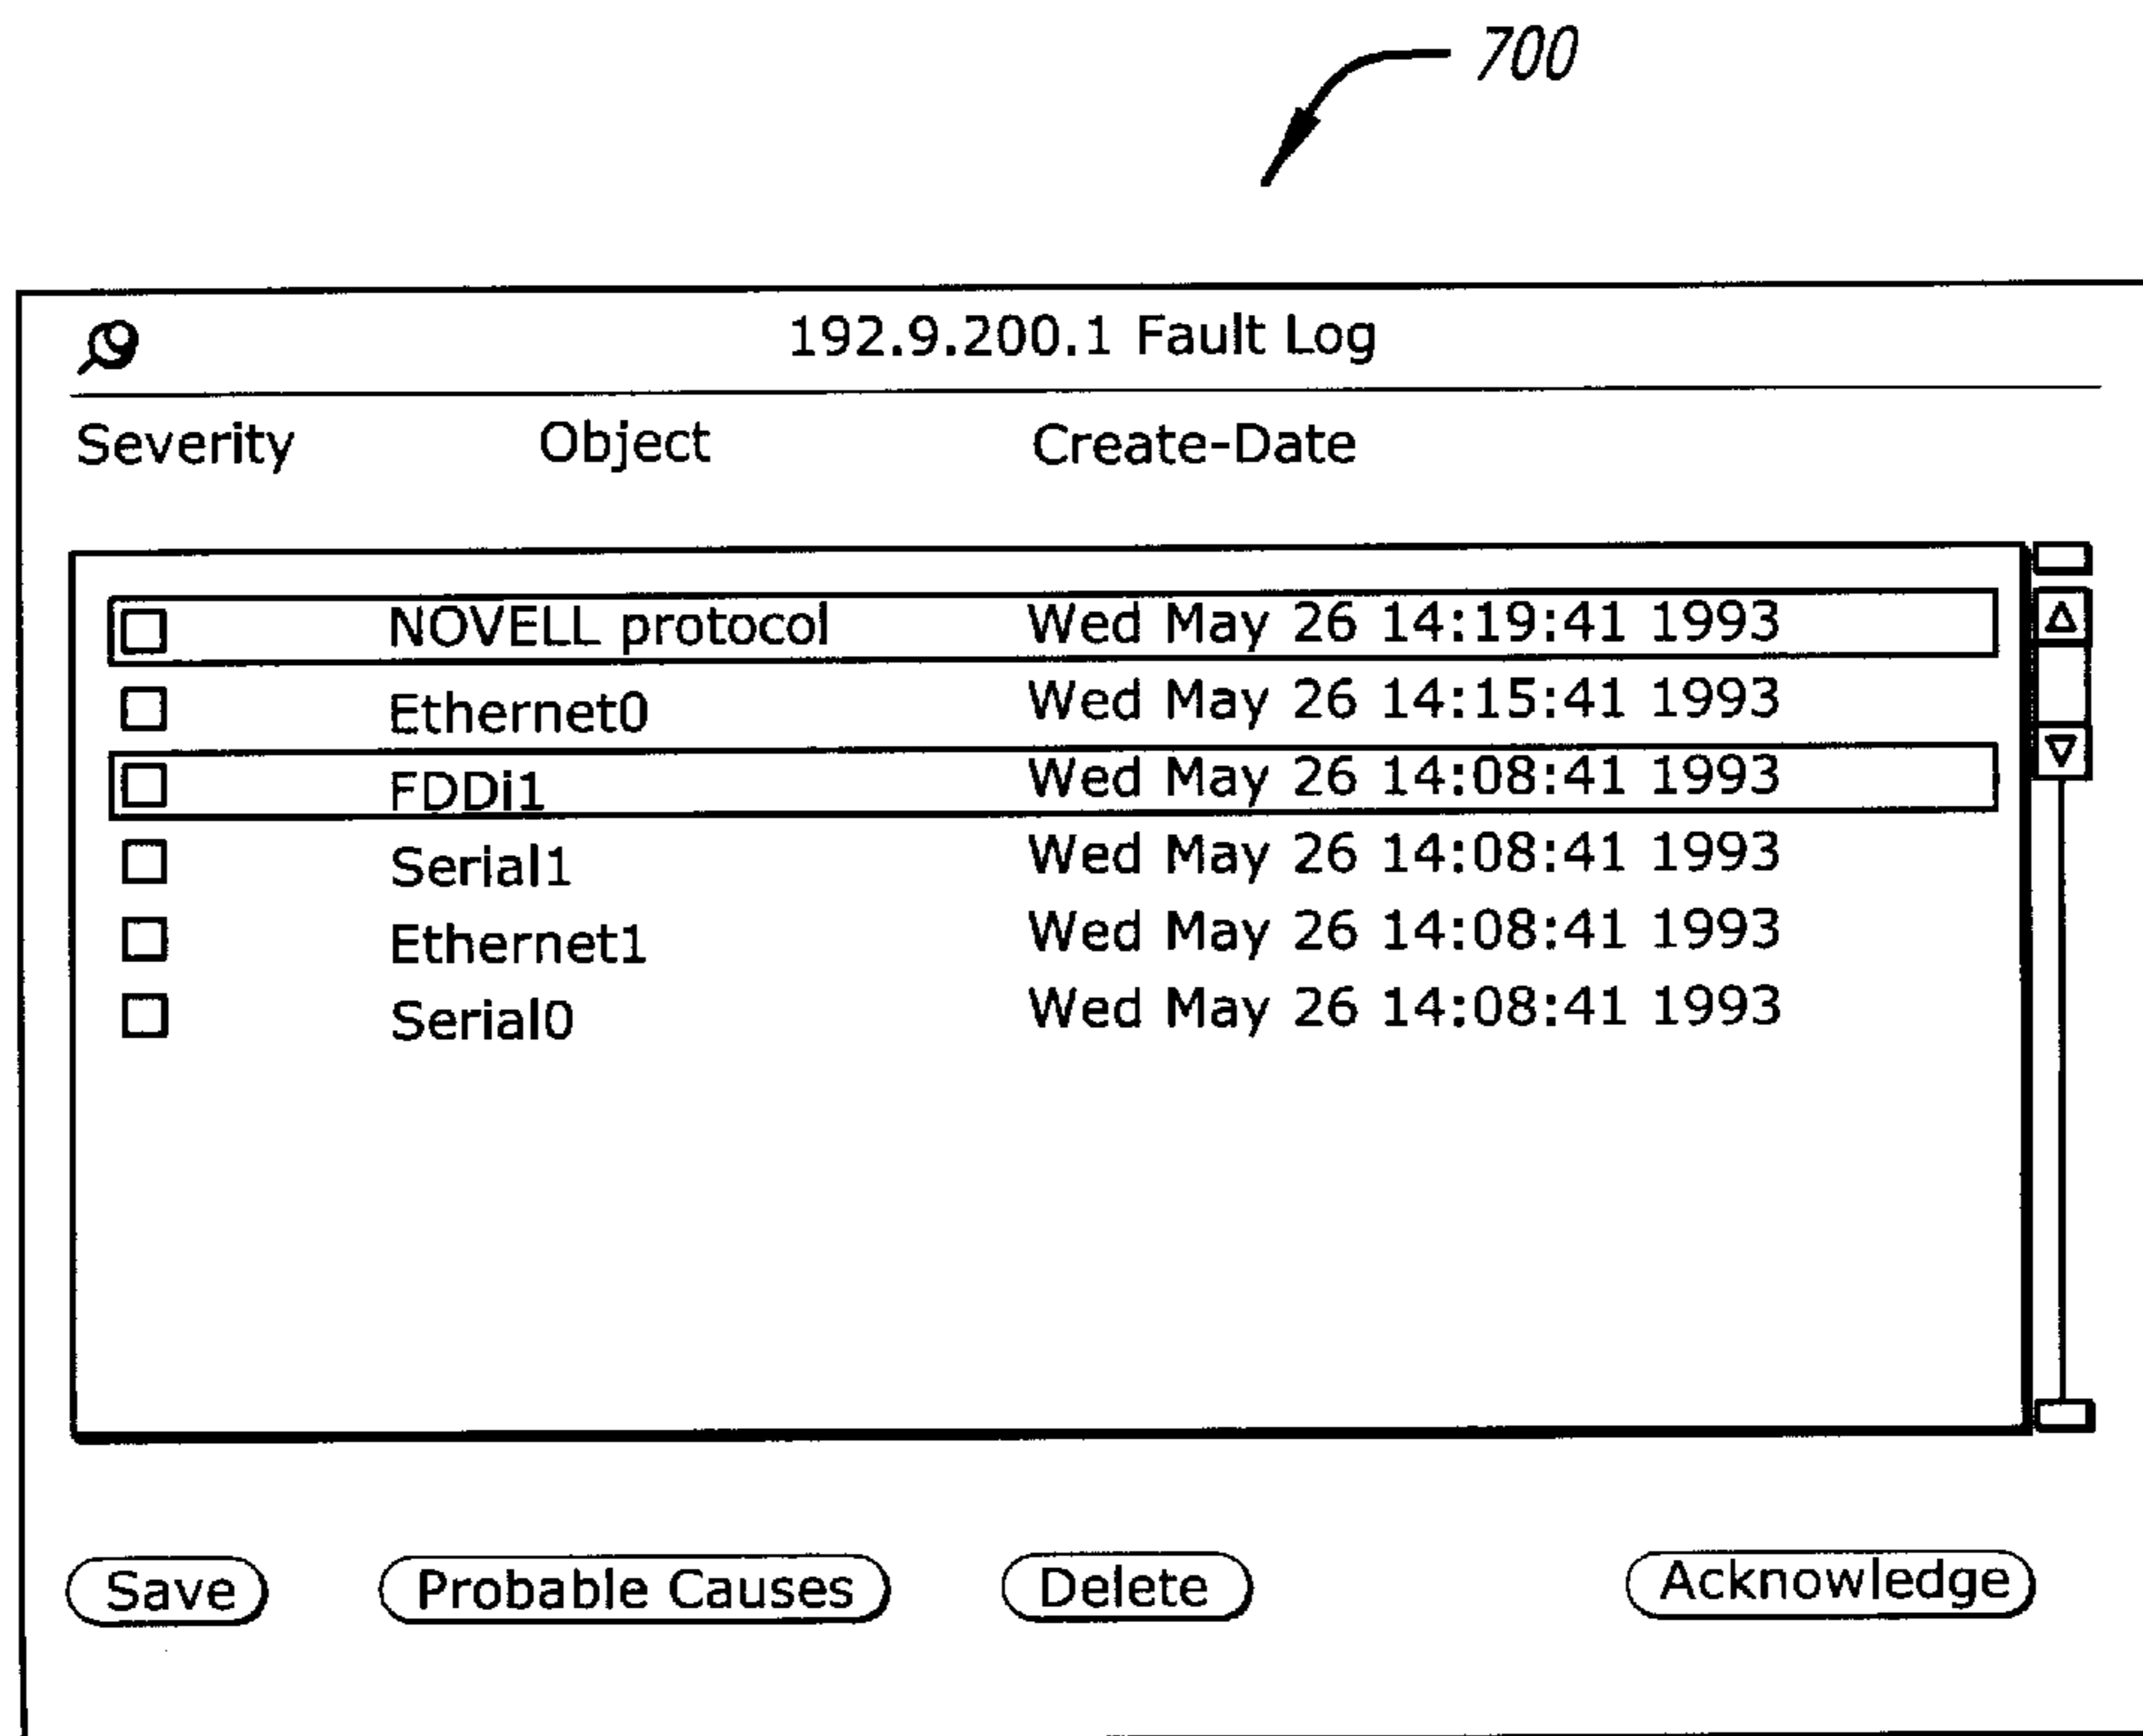 700
192.9.200.1 Fault Log
Severity Object Create-Date
NOVELL protocol Wed May 26 14:19:41 1993
Ethernet0 Wed May 26 14:15:41 1993
FDDi1 Wed May 26 14:08:41 1993
Serial1 Wed May 26 14:08:41 1993
Ethernet1 Wed May 26 14:08:41 1993
Serial0 Wed May 26 14:08:41 1993
Save Probable Causes Delete Acknowledge